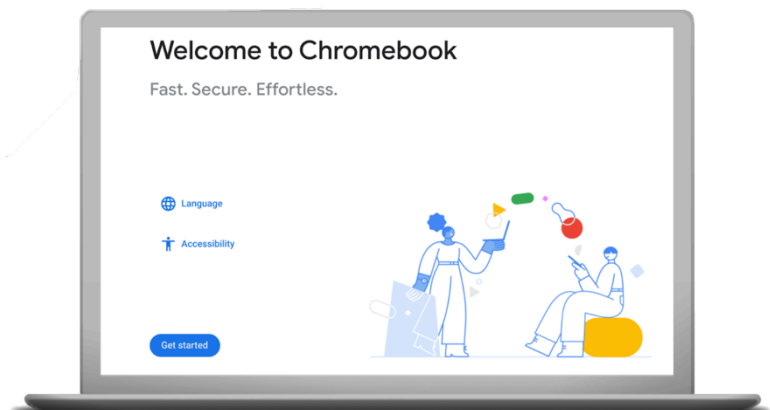 Welcome to Chromebook
Fast. Secure. Effortless.
Language
Accessibility
Get started